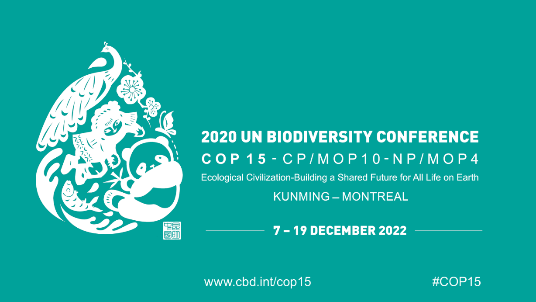 2020 UN BIODIVERSITY CONFERENCE
COP 15 - CP/MOP10-NP/MOP4
Ecological Civilization-Building a Shared Future for All Life on Earth
KUNMING – MONTREAL
7 – 19 DECEMBER 2022
www.cbd.int/cop15
#COP15